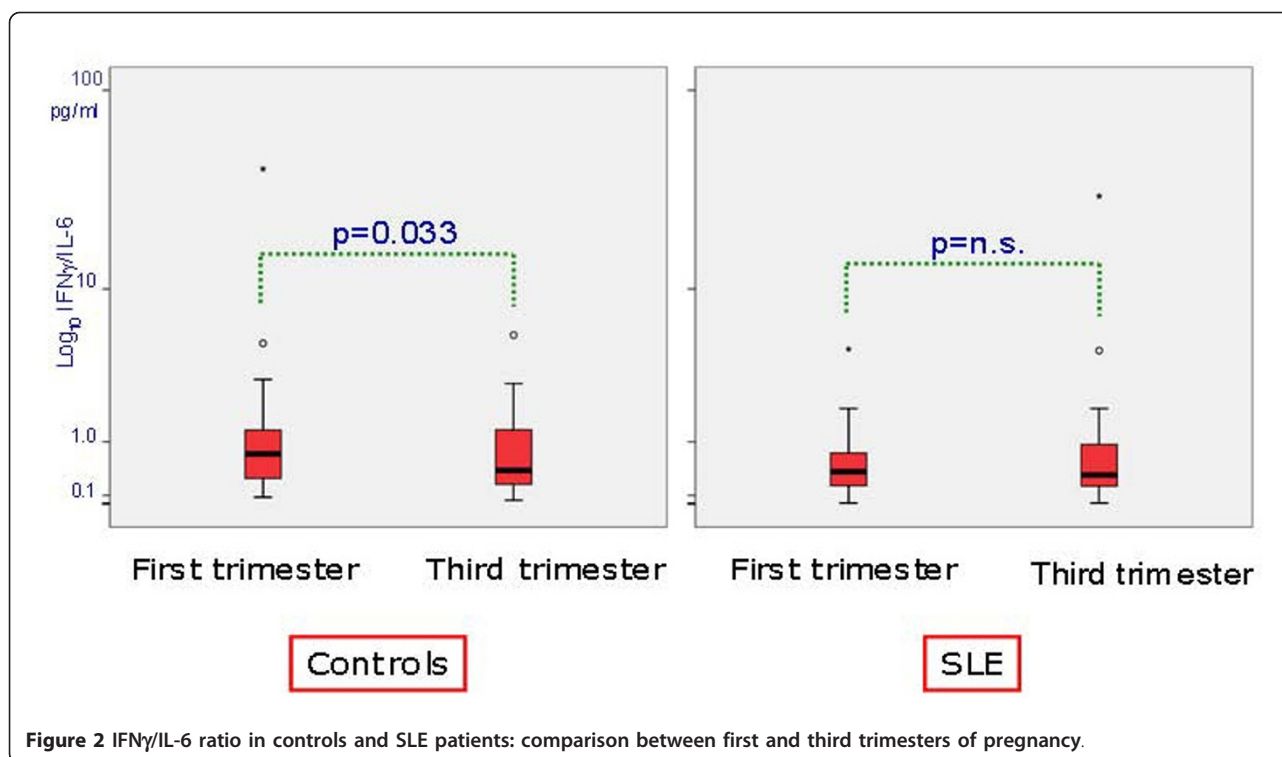 100
pg/ml
Log10 IFNγ/IL-6
10
1.0
0.1
p=0.033
p=n.s.
First trimester Third trimester First trimester Third trimester
Controls SLE
Figure 2 IFNγ/IL-6 ratio in controls and SLE patients: comparison between first and third trimesters of pregnancy.